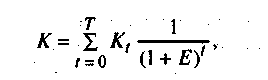 K = \sum_{t=0}^{T} K_t \frac{1}{(1 + E)^t},